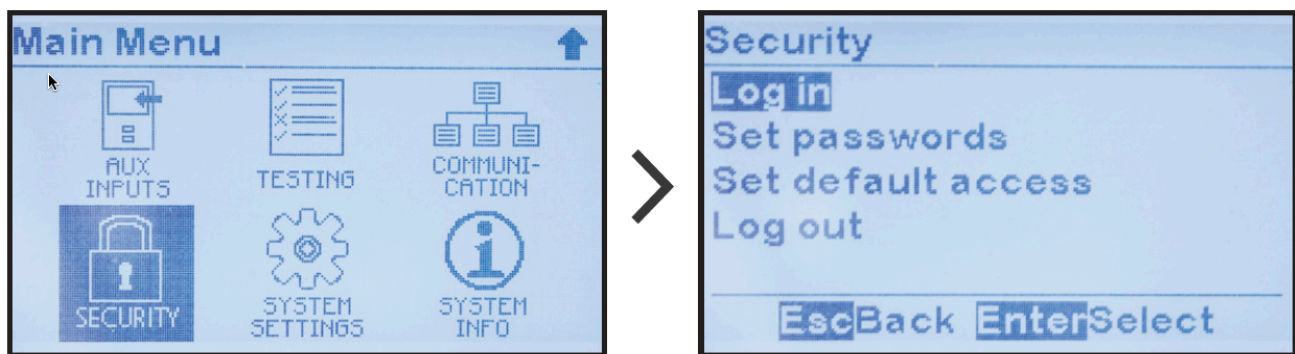 Main Menu
AUX
INPUTS
TESTING
COMMUNI-
CATION
SECURITY
SYSTEM
SETTINGS
SYSTEM
INFO
Security
Log in
Set passwords
Set default access
Log out
EscBack EnterSelect